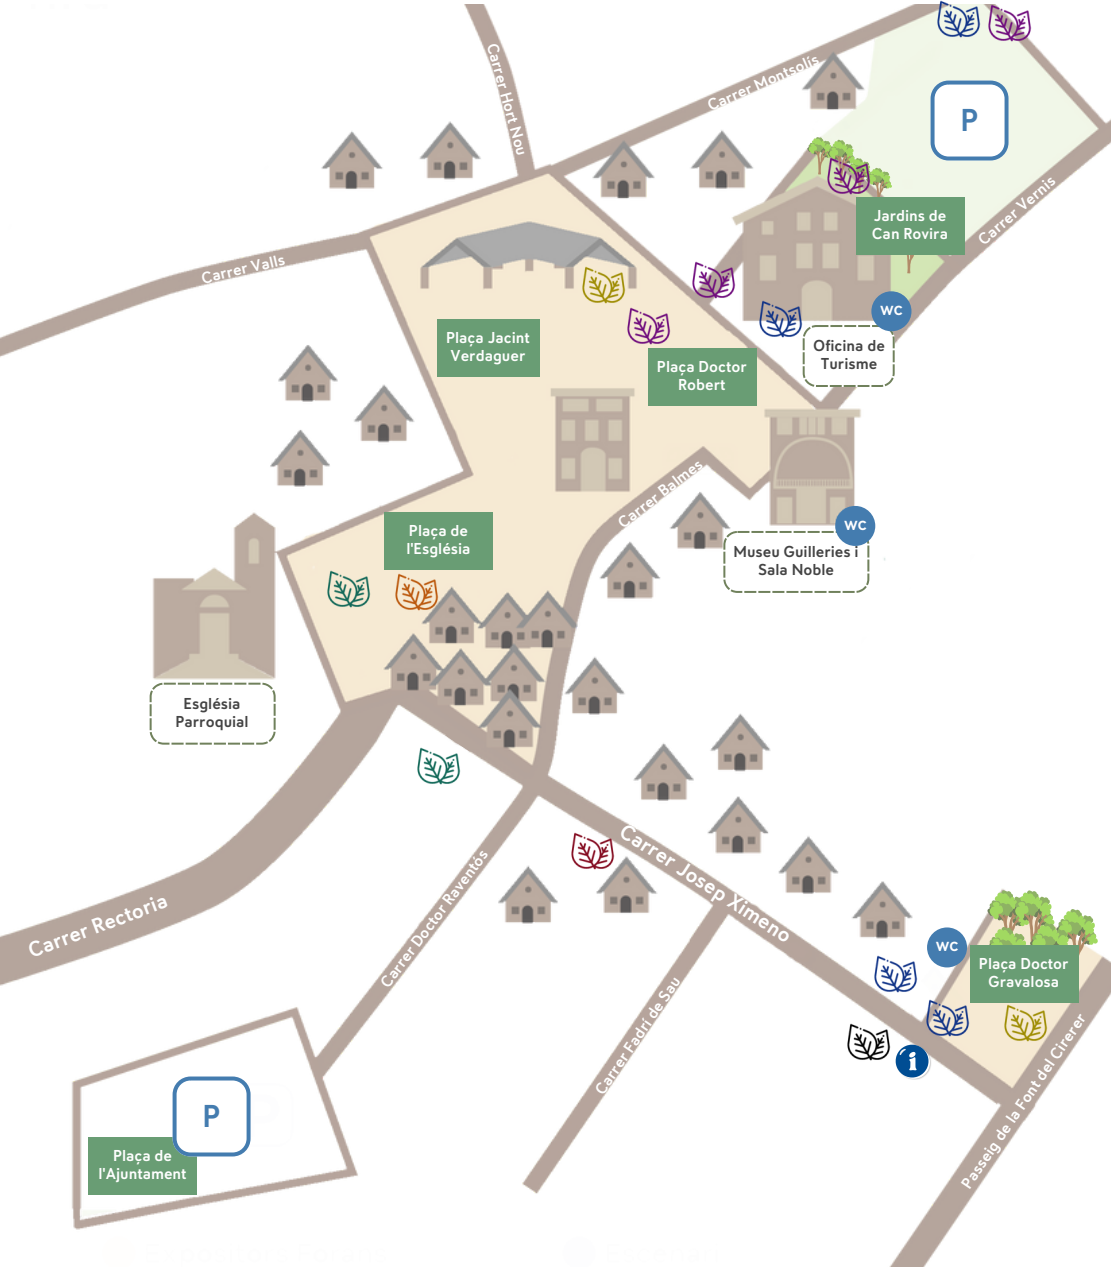 Carrer Hort Nou
Carrer Montsolís
P
Jardins de
Can Rovira
Carrer Vernis
Carrer Valls
WC
Plaça Jacint
Verdaguer
Oficina de
Turisme
Plaça Doctor
Robert
Carrer Balmes
Plaça de
l'Església
WC
Museu Guilleries i
Sala Noble
Església
Parroquial
Carrer Josep Ximeno
Carrer Rectoria
Carrer Doctor Raventós
WC
Plaça Doctor
Gravalosa
Carrer Fadrí de Sau
i
Passeig de la Font del Cirerer
P
Plaça de
l'Ajuntament